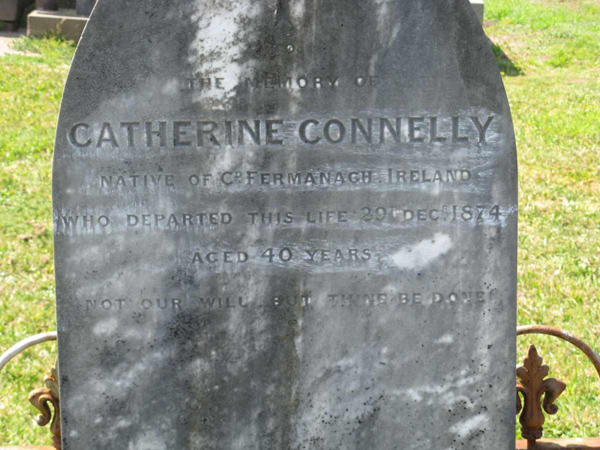 THE MEMORY OF
CATHERINE CONNELLY
NATIVE OF Co FERMANAGH, IRELAND
WHO DEPARTED THIS LIFE 29th DECr 1874
AGED 40 YEARS.
NOT OUR WILL BUT THINE BE DONE